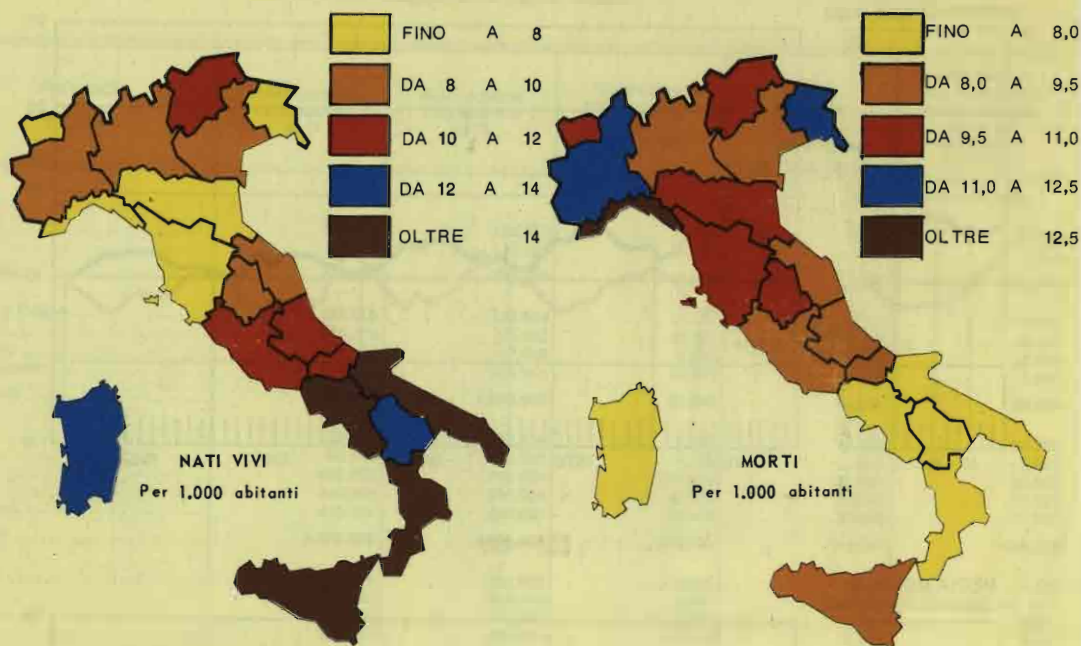 FINO A 8
DA 8 A 10
DA 10 A 12
DA 12 A 14
OLTRE 14
NATI VIVI
Per 1.000 abitanti
FINO A 8,0
DA 8,0 A 9,5
DA 9,5 A 11,0
DA 11,0 A 12,5
OLTRE 12,5
MORTI
Per 1.000 abitanti